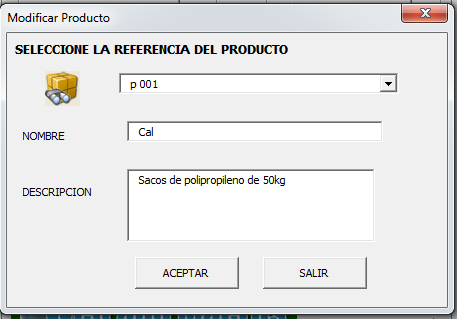 Modificar Producto
SELECCIONE LA REFERENCIA DEL PRODUCTO
p 001
NOMBRE
Cal
DESCRIPCION
Sacos de polipropileno de 50kg
ACEPTAR
SALIR